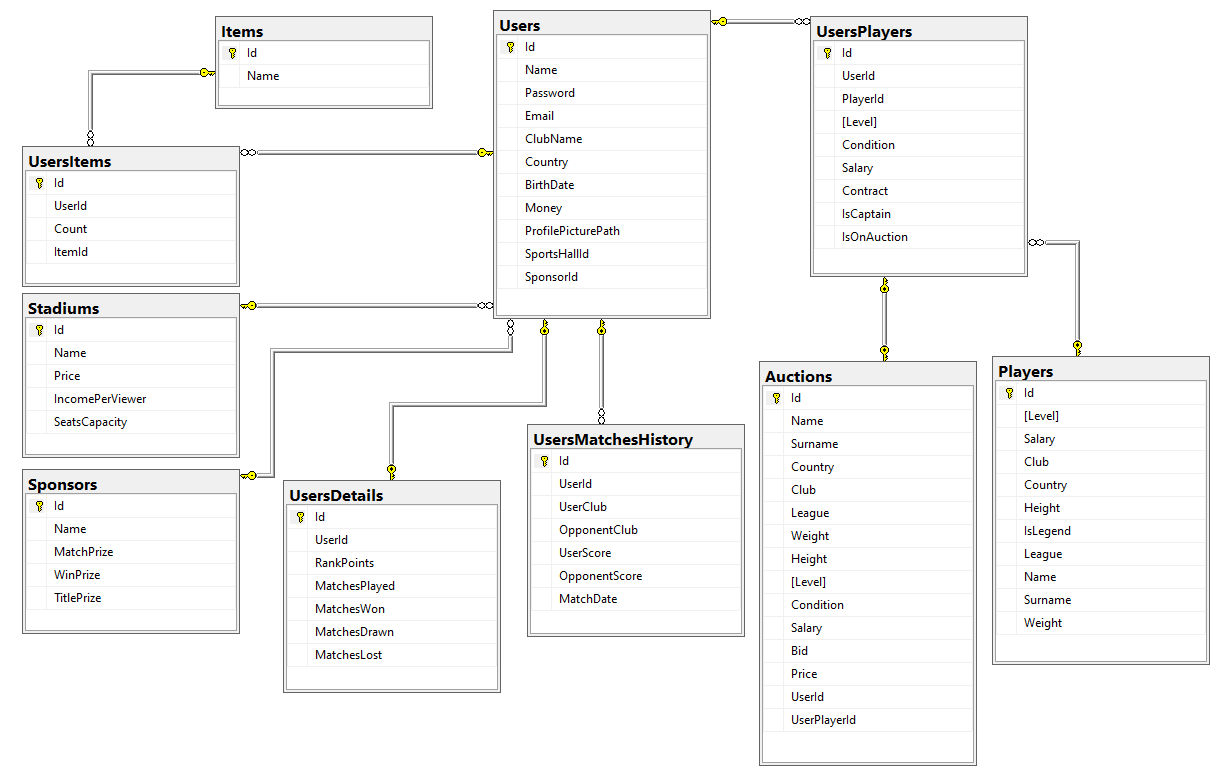 Items
Id
Name
Users
Id
Name
Password
Email
ClubName
Country
BirthDate
Money
ProfilePicturePath
SportsHallId
SponsorId
UsersPlayers
Id
UserId
PlayerId
[Level]
Condition
Salary
Contract
IsCaptain
IsOnAuction
UsersItems
Id
UserId
Count
ItemId
Stadiums
Id
Name
Price
IncomePerViewer
SeatsCapacity
Sponsors
Id
Name
MatchPrize
WinPrize
TitlePrize
UsersDetails
Id
UserId
RankPoints
MatchesPlayed
MatchesWon
MatchesDrawn
MatchesLost
UsersMatchesHistory
Id
UserId
UserClub
OpponentClub
UserScore
OpponentScore
MatchDate
Auctions
Id
Name
Surname
Country
Club
League
Weight
Height
[Level]
Condition
Salary
Bid
Price
UserId
UserPlayerId
Players
Id
[Level]
Salary
Club
Country
Height
IsLegend
League
Name
Surname
Weight